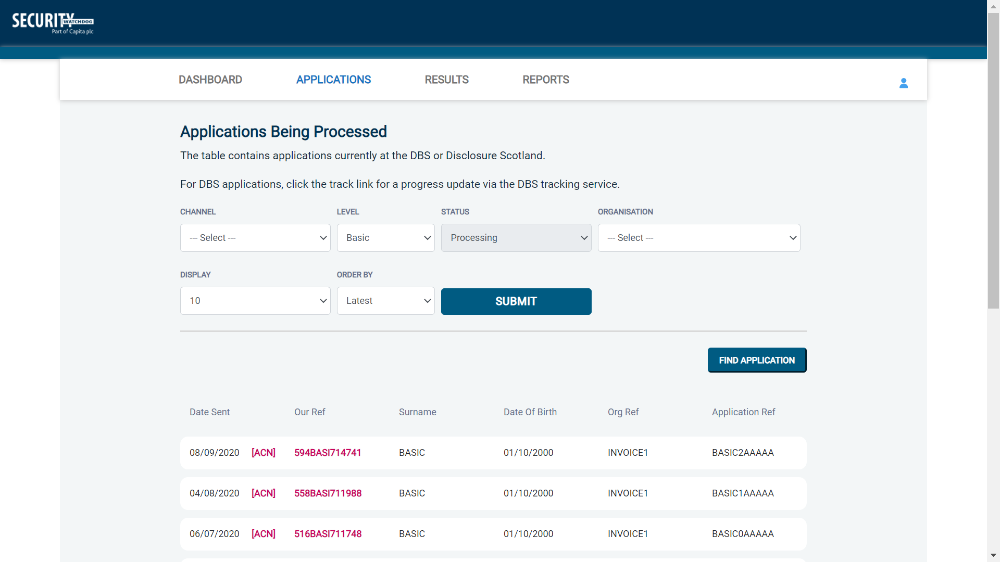 SECURITY
WATCHDOG
Part of Capita plc
DASHBOARD APPLICATIONS RESULTS REPORTS
Applications Being Processed
The table contains applications currently at the DBS or Disclosure Scotland.
For DBS applications, click the track link for a progress update via the DBS tracking service.
CHANNEL LEVEL STATUS ORGANISATION
--- Select --- Basic Processing --- Select ---
DISPLAY ORDER BY
10 Latest SUBMIT
FIND APPLICATION
Date Sent Our Ref Surname Date Of Birth Org Ref Application Ref
08/09/2020 [ACN] 594BASI714741 BASIC 01/10/2000 INVOICE1 BASIC2AAAAA
04/08/2020 [ACN] 558BASI711988 BASIC 01/10/2000 INVOICE1 BASIC1AAAAA
06/07/2020 [ACN] 516BASI711748 BASIC 01/10/2000 INVOICE1 BASIC0AAAAA